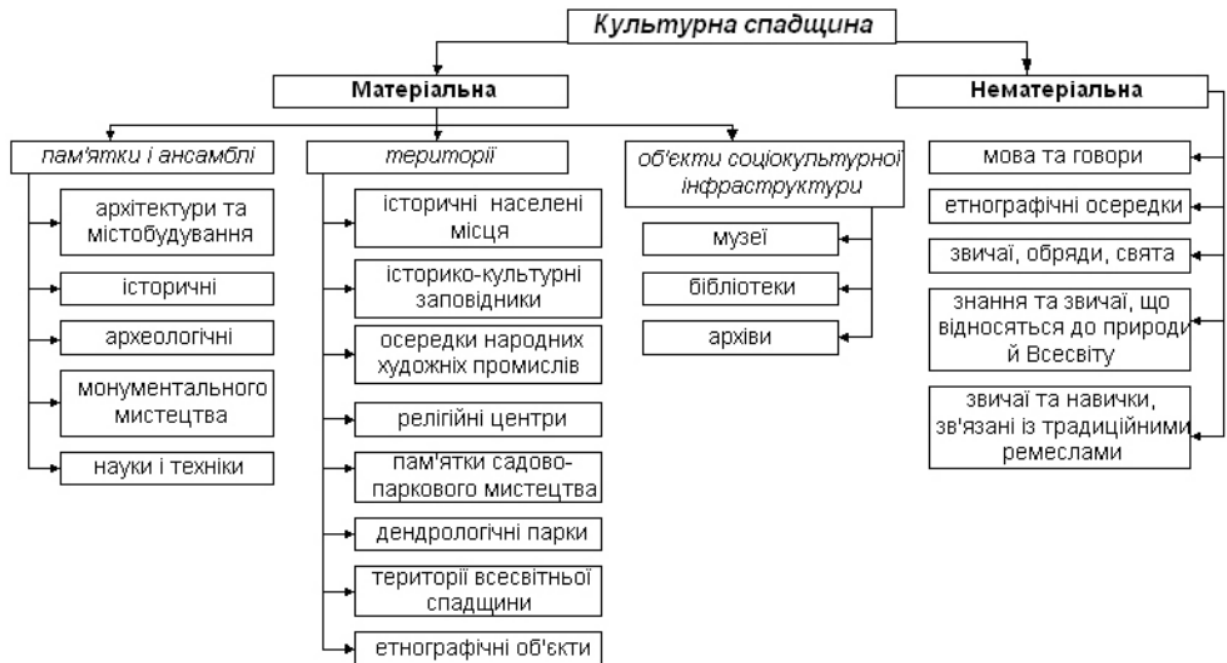 Культурна спадщина
Матеріальна
Нематеріальна
пам'ятки і ансамблі
архітектури та
містобудування
історичні
археологічні
монументального
мистецтва
науки і техніки
території
історичні населені
місця
історико-культурні
заповідники
осередки народних
художніх промислів
релігійні центри
пам'ятки садово-
паркового мистецтва
дендрологічні парки
території всесвітньої
спадщини
етнографічні об'єкти
об'єкти соціокультурної
інфраструктури
музеї
бібліотеки
архіви
мова та говори
етнографічні осередки
звичаї, обряди, свята
знання та звичаї, що
відносяться до природи
й Всесвіту
звичаї та навички,
зв'язані із традиційними
ремеслами